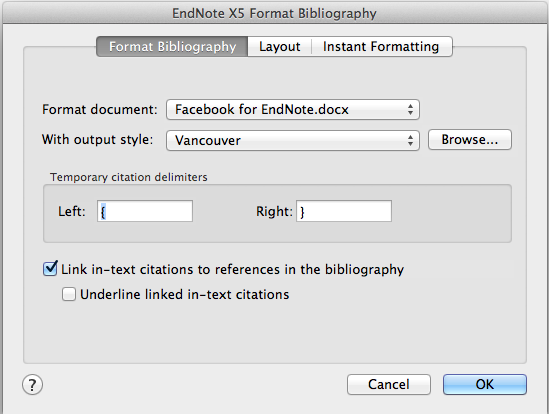 EndNote X5 Format Bibliography
Format Bibliography Layout Instant Formatting
Format document: Facebook for EndNote.docx
With output style: Vancouver Browse...
Temporary citation delimiters
Left: { Right: }
Link in-text citations to references in the bibliography
Underline linked in-text citations
? Cancel OK